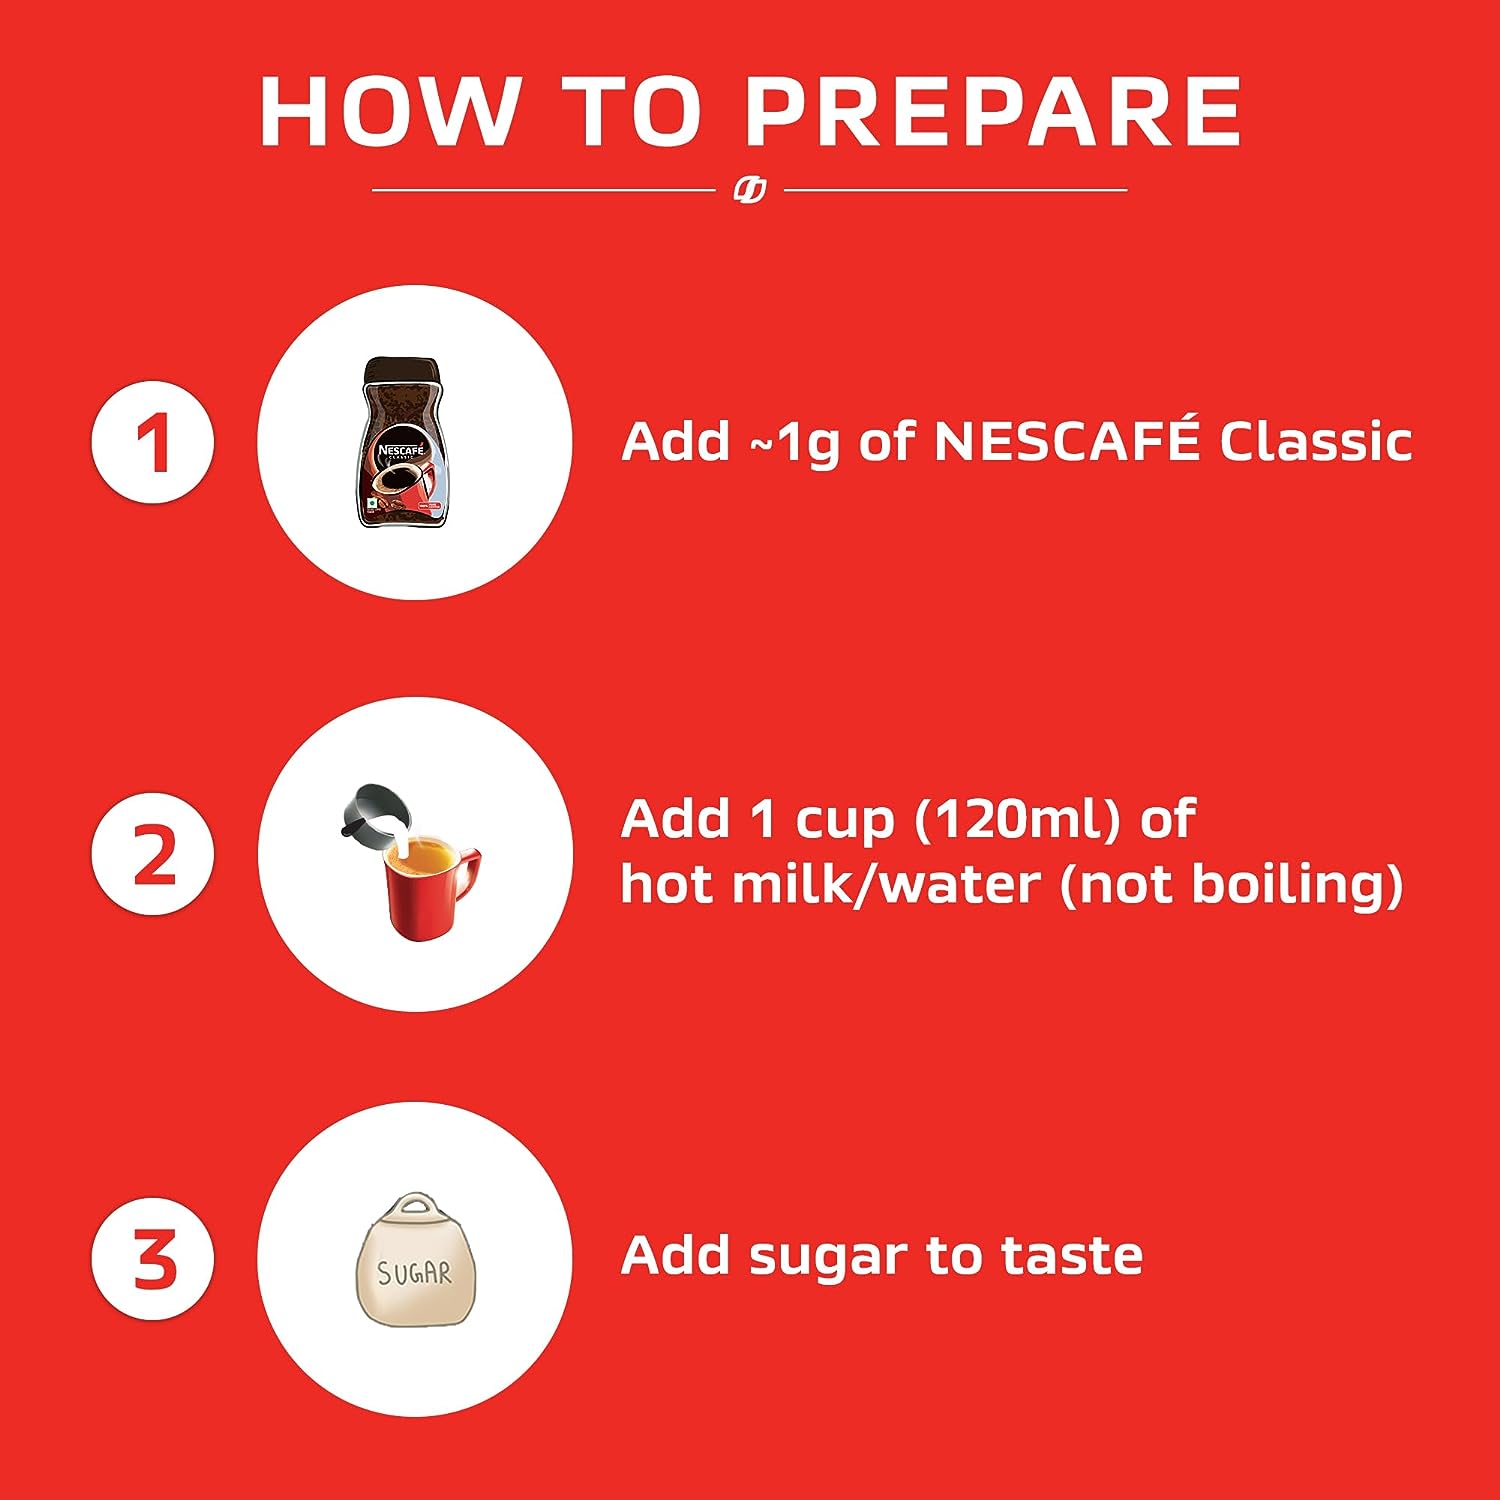 HOW TO PREPARE
1
NESCAFÉ
CLASSIC
Add ~1g of NESCAFÉ Classic
2
Add 1 cup (120ml) of
hot milk/water (not boiling)
3
SUGAR
Add sugar to taste